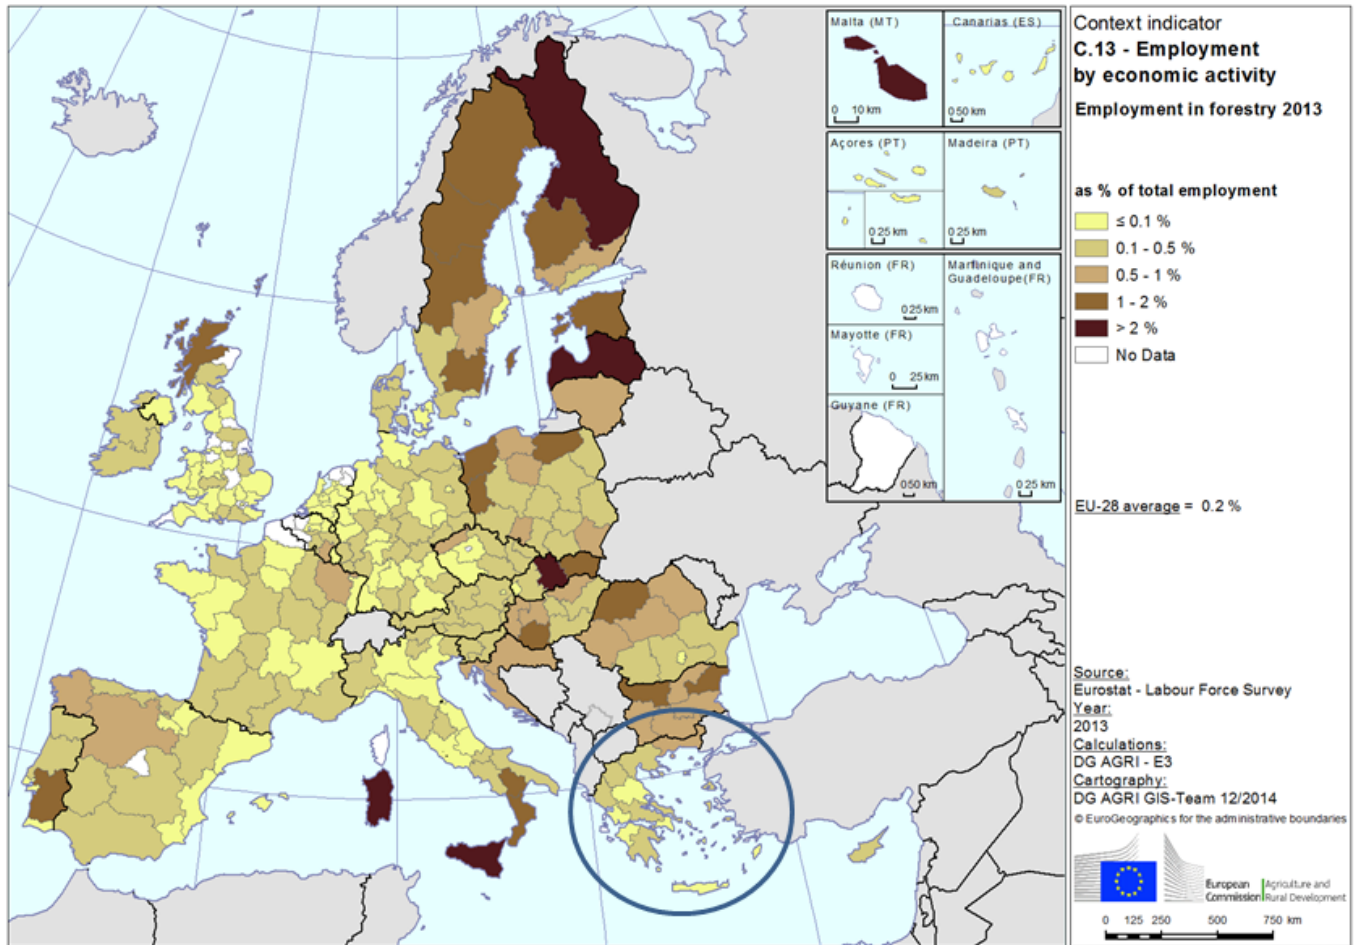 Malta (MT)
0 10 km
Canarias (ES)
0 50 km
Açores (PT)
0 25 km
Madeira (PT)
0 25 km
Réunion (FR)
0 25 km
Martinique and
Guadeloupe(FR)
0 25 km
Mayotte (FR)
0 25 km
Guyane (FR)
0 50 km
Context indicator
C.13 - Employment
by economic activity
Employment in forestry 2013
as % of total employment
≤ 0.1 %
0.1 - 0.5 %
0.5 - 1 %
1 - 2 %
> 2 %
No Data
EU-28 average = 0.2 %
Source:
Eurostat - Labour Force Survey
Year:
2013
Calculations:
DG AGRI - E3
Cartography:
DG AGRI GIS-Team 12/2014
© EuroGeographics for the administrative boundaries
European
Commission
Agriculture and
Rural Development
0 125 250 500 750 km